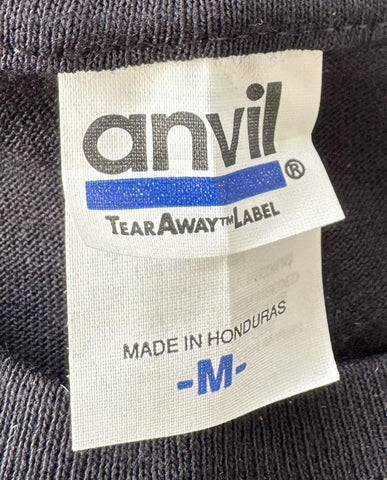 anvil®
TEARAWAY™LABEL
MADE IN HONDURAS
-M-